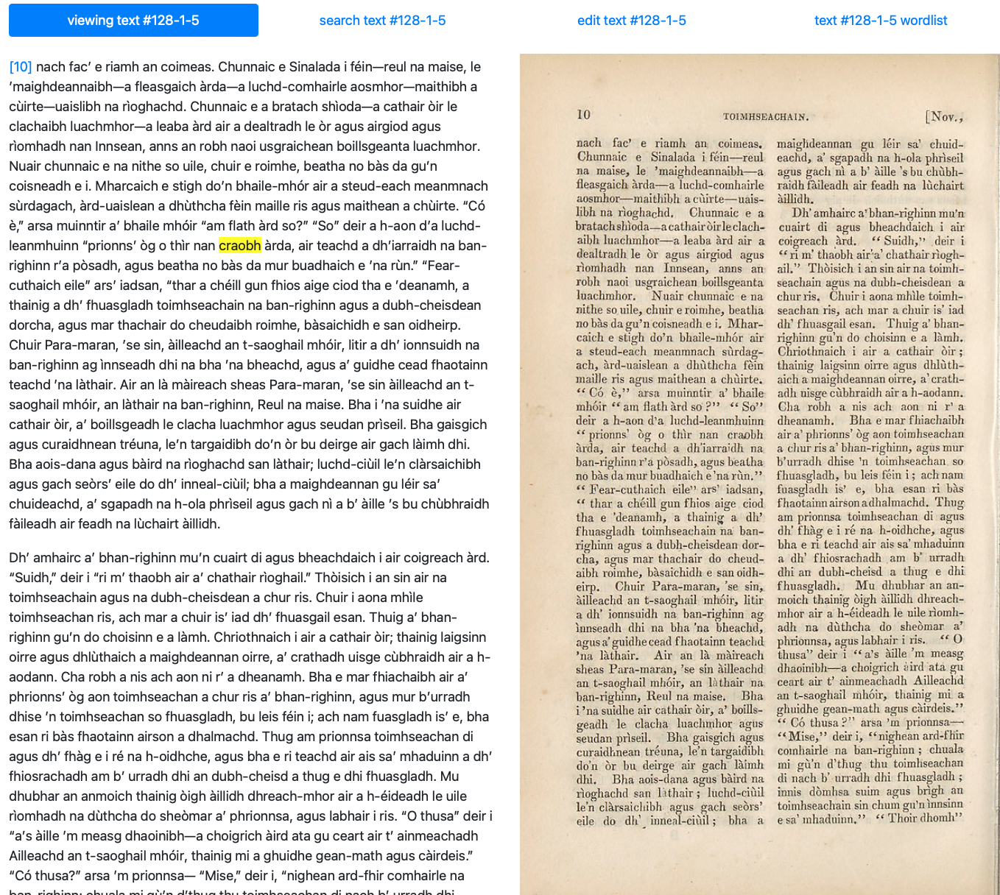 viewing text #128-1-5
search text #128-1-5
edit text #128-1-5
text #128-1-5 wordlist
[10] nach fac’ e riamh an coimeas. Chunnaic e Sinalada i féin—reul na maise, le
’maighdeannaibh—a fleasgaich àrda—a luchd-comhairle aosmhor—maithibh a
cùirte—uaislibh na rìoghachd. Chunnaic e a bratach shìoda—a cathair òir le
clachaibh luachmhor—a leaba àrd air a dealtradh le òr agus airgiod agus
rìomhadh nan Innsean, anns an robh naoi usgraichean boillsgeanta luachmhor.
Nuair chunnaic e na nithe so uile, chuir e roimhe, beatha no bàs da gu’n
coisneadh e i. Mharcaich e stigh do’n bhaile-mhór air a steud-each meanmnach
sùrdagach, àrd-uaislean a dhùthcha fèin maille ris agus maithean a chùirte. “Có
è,” arsa muinntir a’ bhaile mhóir “am flath àrd so?” “So” deir a h-aon d’a luchd-
leanmhuinn “prionns’ òg o thìr nan craobh àrda, air teachd a dh’iarraidh na ban-
righinn r’a pòsadh, agus beatha no bàs da mur buadhaich e ’na rùn.” “Fear-
cuthaich eile” ars’ iadsan, “thar a chéill gun fhios aige ciod tha e ’deanamh, a
thainig a dh’ fhuasgladh toimhseachain na ban-righinn agus a dubh-cheisdean
dorcha, agus mar thachair do cheudaibh roimhe, bàsaichidh e san oidheirp.
Chuir Para-maran, ’se sin, àilleachd an t-saoghail mhóir, litir a dh’ ionnsuidh na
ban-righinn ag ìnnseadh dhi na bha ’na bheachd, agus a’ guidhe cead fhaotainn
teachd ’na làthair. Air an là màireach sheas Para-maran, ’se sin àilleachd an t-
saoghail mhóir, an làthair na ban-righinn, Reul na maise. Bha i ’na suidhe air
cathair òir, a’ boillsgeadh le clacha luachmhor agus seudan prìseil. Bha gaisgich
agus curaidhnean tréuna, le’n targaidibh do’n òr bu deirge air gach làimh dhi.
Bha aois-dana agus bàird na rìoghachd san làthair; luchd-ciùil le’n clàrsaichibh
agus gach seòrs’ eile do dh’ inneal-ciùil; bha a maighdeannan gu léir sa’
chuideachd, a’ sgapadh na h-ola phrìseil agus gach nì a b’ àille ’s bu chùbhraidh
fàileadh air feadh na lùchairt àillidh.
Dh’ amhairc a’ bhan-righinn mu’n cuairt di agus bheachdaich i air coigreach àrd.
“Suidh,” deir i “ri m’ thaobh air a’ chathair rìoghail.” Thòisich i an sin air na
toimhseachain agus na dubh-cheisdean a chur ris. Chuir i aona mhìle
toimhseachan ris, ach mar a chuir is’ iad dh’ fhuasgail esan. Thuig a’ bhan-
righinn gu’n do choisinn e a làmh. Chriothnaich i air a cathair òir; thainig laigsinn
oirre agus dhlùthaich a maighdeannan oirre, a’ crathadh uisge cùbhraidh air a h-
aodann. Cha robh a nis ach aon ni r’ a dheanamh. Bha e mar fhiachaibh air a’
phrionns’ òg aon toimhseachan a chur ris a’ bhan-righinn, agus mur b’urradh
dhise ’n toimhseachan so fhuasgladh, bu leis féin i; ach nam fuasgladh is’ e, bha
esan ri bàs fhaotainn airson a dhalmachd. Thug am prionnsa toimhseachan di
agus dh’ fhàg e i ré na h-oidhche, agus bha e ri teachd air ais sa’ mhaduinn a dh’
fhiosrachadh am b’ urradh dhi an dubh-cheisd a thug e dhi fhuasgladh. Mu
dhubhar an anmoich thainig òigh àillidh dhreach-mhor air a h-éideadh le uile
rìomhadh na dùthcha do sheòmar a’ phrionnsa, agus labhair i ris. “O thusa” deir i
“a’s àille ’m measg dhaoinibh—a choigrich àird ata gu ceart air t’ ainmeachadh
Ailleachd an t-saoghail mhóir, thainig mi a ghuidhe gean-math agus càirdeis.”
“Có thusa?” arsa ’m prionnsa— “Mise,” deir i, “nighean ard-fhir comhairle na
ban-righinn; chuala mi gù’n d’thug thu toimhseachan di nach b’ urradh dhi
10 TOIMHSEACHAIN. [Nov.,
nach fac’ e riamh an coimeas.
Chunnaic e Sinalada i féin—reul
na maise, le ’maighdeannaibh—a
fleasgaich àrda—a luchd-comhairle
aosmhor—maithibh a cùirte—uais-
libh na rìoghachd. Chunnaic e a
bratach shìoda—a cathair òir le clach-
aibh luachmhor—a leaba àrd air a
dealtradh le òr agus airgiod agus
rìomhadh nan Innsean, anns an
robh naoi usgraichean boillsgeanta
luachmhor. Nuair chunnaic e na
nithe so uile, chuir e roimhe, beatha
no bàs da gu’n coisneadh e i. Mhar-
caich e stigh do’n bhaile-mhór air
a steud-each meanmnach sùrdag-
ach, àrd-uaislean a dhùthcha fèin
maille ris agus maithean a chùirte.
“Có è,” arsa muinntir a’ bhaile
mhóir “am flath àrd so?” “So”
deir a h-aon d’a luchd-leanmhuinn
“prionns’ òg o thìr nan craobh
àrda, air teachd a dh’iarraidh na
ban-righinn r’a pòsadh, agus beatha
no bàs da mur buadhaich e ’na rùn.”
“Fear-cuthaich eile” ars’ iadsan,
“thar a chéill gun fhios aige ciod
tha e ’deanamh, a thainig a dh’
fhuasgladh toimhseachain na ban-
righinn agus a dubh-cheisdean dor-
cha, agus mar thachair do cheud-
aibh roimhe, bàsaichidh e san oidh-
eirp. Chuir Para-maran, ’se sin,
àilleachd an t-saoghail mhóir, litir
a dh’ ionnsuidh na ban-righinn ag
ìnnseadh dhi na bha ’na bheachd,
agus a’ guidhe cead fhaotainn teachd
’na làthair. Air an là màireach
sheas Para-maran, ’se sin àilleachd
an t-saoghail mhóir, an làthair na
ban-righinn, Reul na maise. Bha
i ’na suidhe air cathair òir, a’ boills-
geadh le clacha luachmhor agus
seudan prìseil. Bha gaisgich agus
curaidhnean tréuna, le’n targaidibh
do’n òr bu deirge air gach làimh
dhi. Bha aois-dana agus bàird na
rìoghachd san làthair; luchd-ciùil
le’n clàrsaichibh agus gach seòrs’
eile do dh’ inneal-ciùil; bha a
maighdeannan gu léir sa’ chuid-
eachd, a’ sgapadh na h-ola phrìseil
agus gach nì a b’ àille ’s bu chùbh-
raidh fàileadh air feadh na lùchairt
àillidh.
Dh’ amhairc a’ bhan-righinn mu’n
cuairt di agus bheachdaich i air
coigreach àrd. “Suidh,” deir i
“ri m’ thaobh air a’ chathair rìogh-
ail.” Thòisich i an sin air na toimh-
seachain agus na dubh-cheisdean a
chur ris. Chuir i aona mhìle toimh-
seachan ris, ach mar a chuir is’ iad
dh’ fhuasgail esan. Thuig a’ bhan-
righinn gu’n do choisinn e a làmh.
Chriothnaich i air a cathair òir;
thainig laigsinn oirre agus dhlùth-
aich a maighdeannan oirre, a’ crath-
adh uisge cùbhraidh air a h-aodann.
Cha robh a nis ach aon ni r’ a
dheanamh. Bha e mar fhiachaibh
air a’ phrionns’ òg aon toimhseachan
a chur ris a’ bhan-righinn, agus mur
b’urradh dhise ’n toimhseachan so
fhuasgladh, bu leis féin i; ach nam
fuasgladh is’ e, bha esan ri bàs
fhaotainn airson a dhalmachd. Thug
am prionnsa toimhseachan di agus
dh’ fhàg e i ré na h-oidhche, agus
bha e ri teachd air ais sa’ mhaduinn
a dh’ fhiosrachadh am b’ urradh
dhi an dubh-cheisd a thug e dhi
fhuasgladh. Mu dhubhar an an-
moich thainig òigh àillidh dhreach-
mhor air a h-éideadh le uile rìomh-
adh na dùthcha do sheòmar a’
phrionnsa, agus labhair i ris. “O
thusa” deir i “a’s àille ’m measg
dhaoinibh—a choigrich àird ata gu
ceart air t’ ainmeachadh Ailleachd
an t-saoghail mhóir, thainig mi a
ghuidhe gean-math agus càirdeis.”
“Có thusa?” arsa ’m prionnsa—
“Mise,” deir i, “nighean ard-fhir
comhairle na ban-righinn; chuala
mi gù’n d’thug thu toimhseachan
di nach b’ urradh dhi fhuasgladh;
innis dòmhsa suim agus brìgh an
toimhseachain sin chum gu’n ìnnsinn
e sa’ mhaduinn.” “Thoir dhomh”